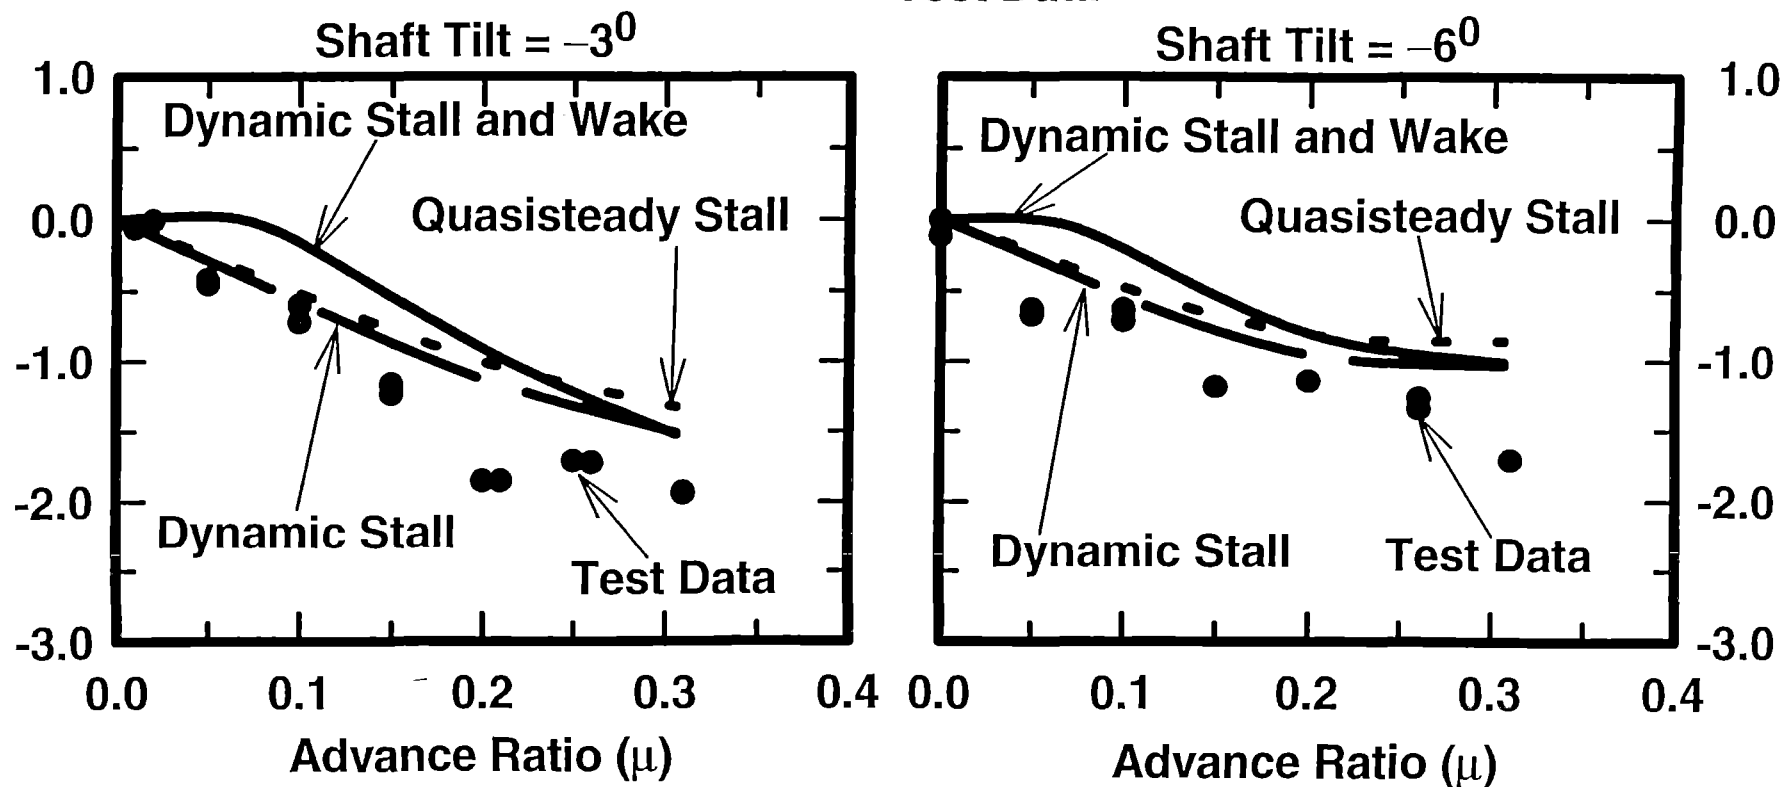 Shaft Tilt = –3⁰
Shaft Tilt = –6⁰
1.0
Dynamic Stall and Wake
0.0
Quasisteady Stall
-1.0
-2.0
Dynamic Stall
Test Data
-3.0
0.0 0.1 0.2 0.3 0.4
Advance Ratio (μ)
1.0
Dynamic Stall and Wake
Quasisteady Stall
0.0
-1.0
-2.0
Dynamic Stall
Test Data
-3.0
0.0 0.1 0.2 0.3 0.4
Advance Ratio (μ)